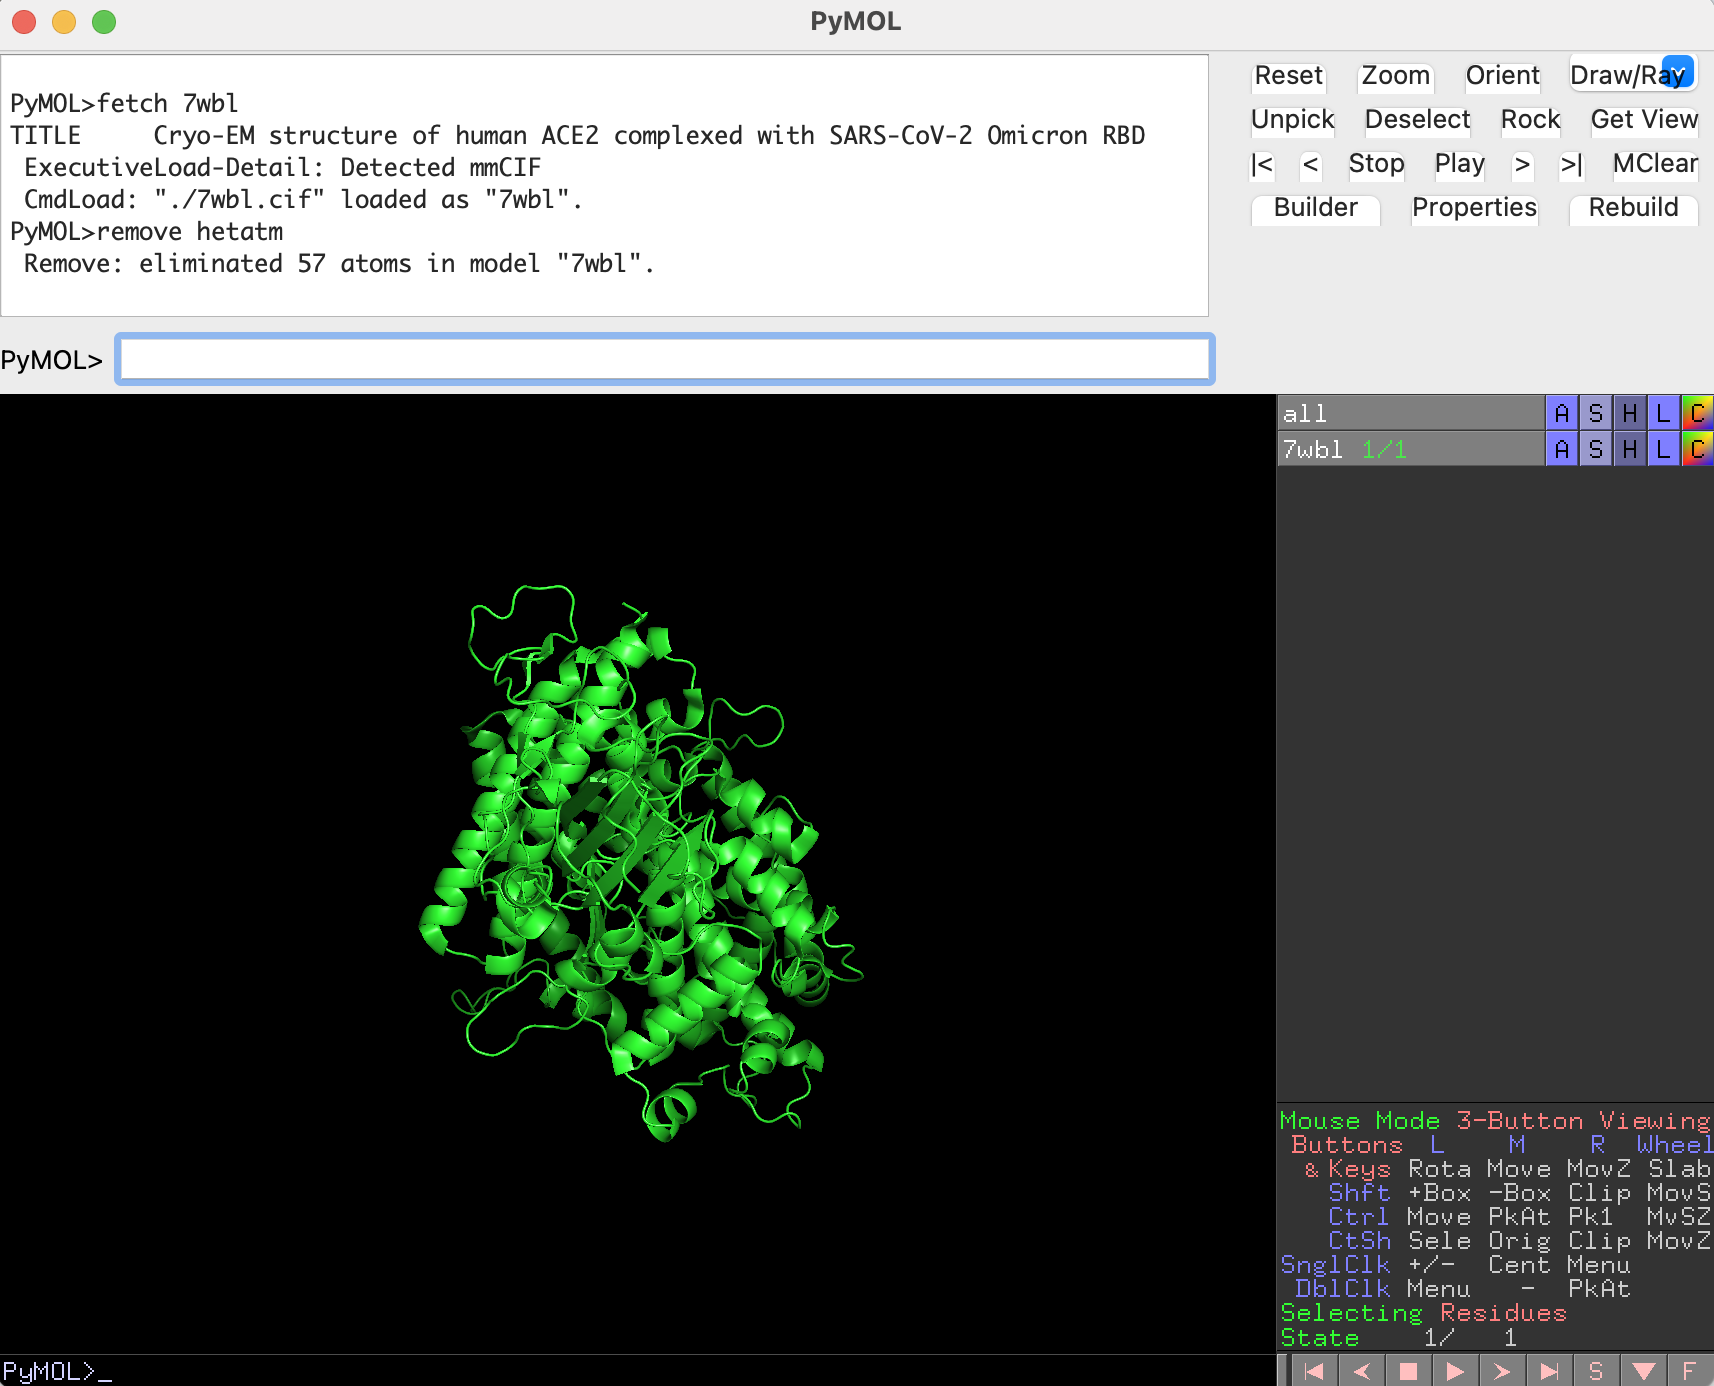 PyMOL
PyMOL>fetch 7wbl
TITLE     Cryo-EM structure of human ACE2 complexed with SARS-CoV-2 Omicron RBD
 ExecutiveLoad-Detail: Detected mmCIF
 CmdLoad: "./7wbl.cif" loaded as "7wbl".
PyMOL>remove hetatm
 Remove: eliminated 57 atoms in model "7wbl".
PyMOL>
Reset Zoom Orient Draw/Ray
Unpick Deselect Rock Get View
|< < Stop Play > >| MClear
Builder Properties Rebuild
all A S H L C
7wbl 1/1 A S H L C
Mouse Mode 3-Button Viewing
Buttons L M R Wheel
& Keys Rota Move MovZ Slab
Shft +Box -Box Clip MovS
Ctrl Move PkAt Pk1 MvSZ
CtSh Sele Orig Clip MovZ
SnglClk +/- Cent Menu
DblClk Menu - PkAt
Selecting Residues
State 1/ 1
PyMOL>_
S F